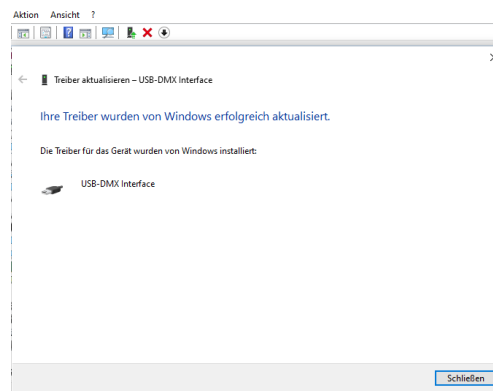 Aktion Ansicht ?
Treiber aktualisieren – USB-DMX Interface
Ihre Treiber wurden von Windows erfolgreich aktualisiert.
Die Treiber für das Gerät wurden von Windows installiert:
USB-DMX Interface
Schließen